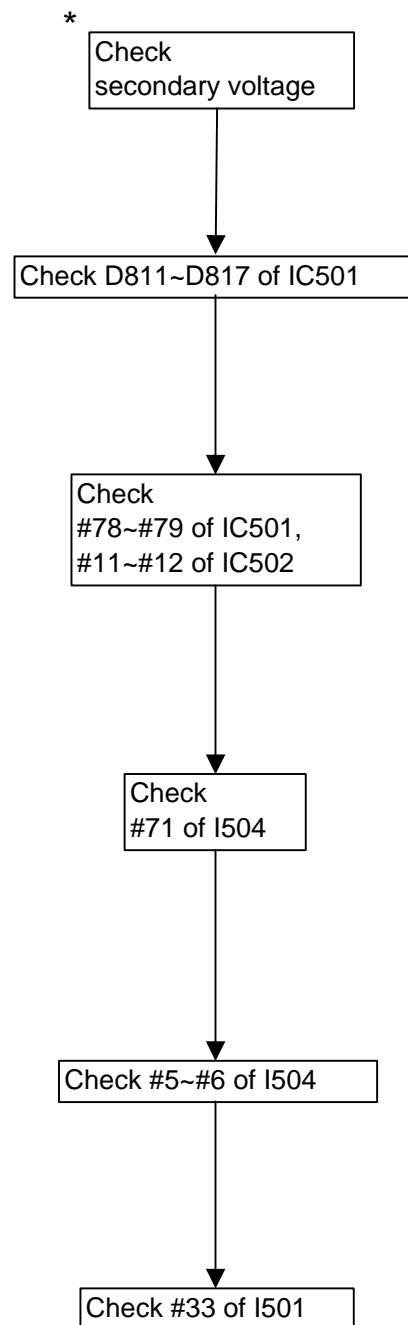 *
Check
secondary voltage
Check D811~D817 of IC501
Check
#78~#79 of IC501,
#11~#12 of IC502
Check
#71 of I504
Check #5~#6 of I504
Check #33 of I501